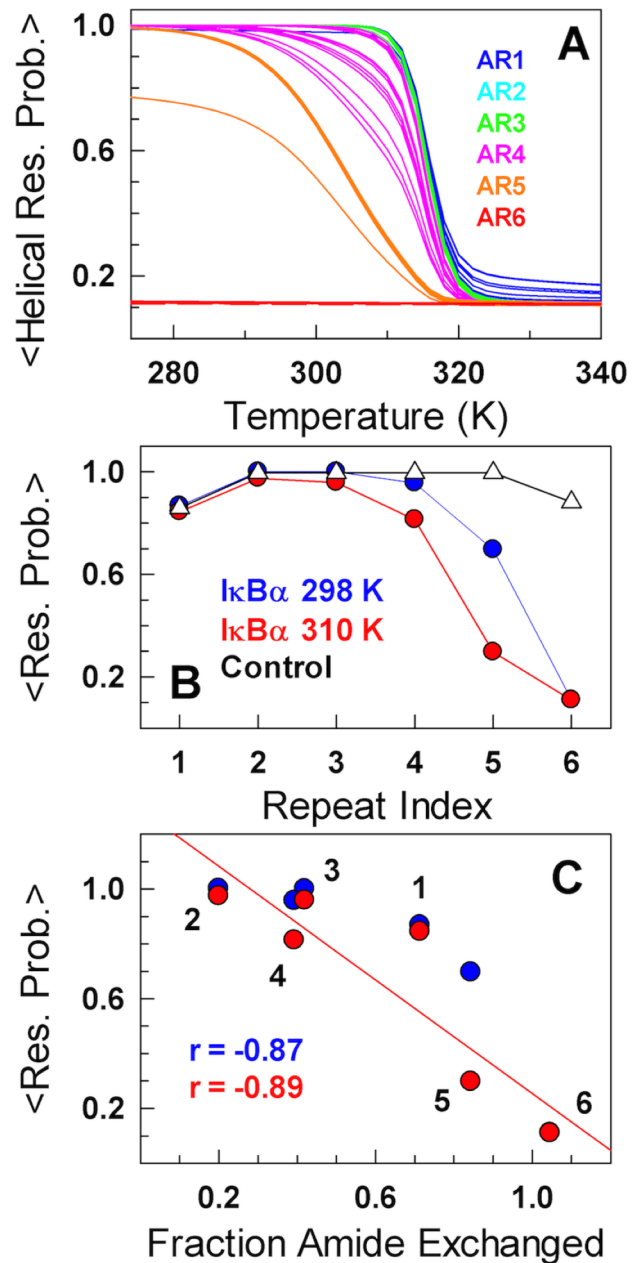 <Helical Res. Prob.>
1.0
0.6
0.2
A
AR1
AR2
AR3
AR4
AR5
AR6
280 300 320 340
Temperature (K)
<Res. Prob.>
1.0
0.6
0.2
IκBα 298 K
IκBα 310 K
Control
B
1 2 3 4 5 6
Repeat Index
<Res. Prob.>
1.0
0.6
0.2
C
3
1
2
4
r = -0.87
r = -0.89
5
6
0.2 0.6 1.0
Fraction Amide Exchanged